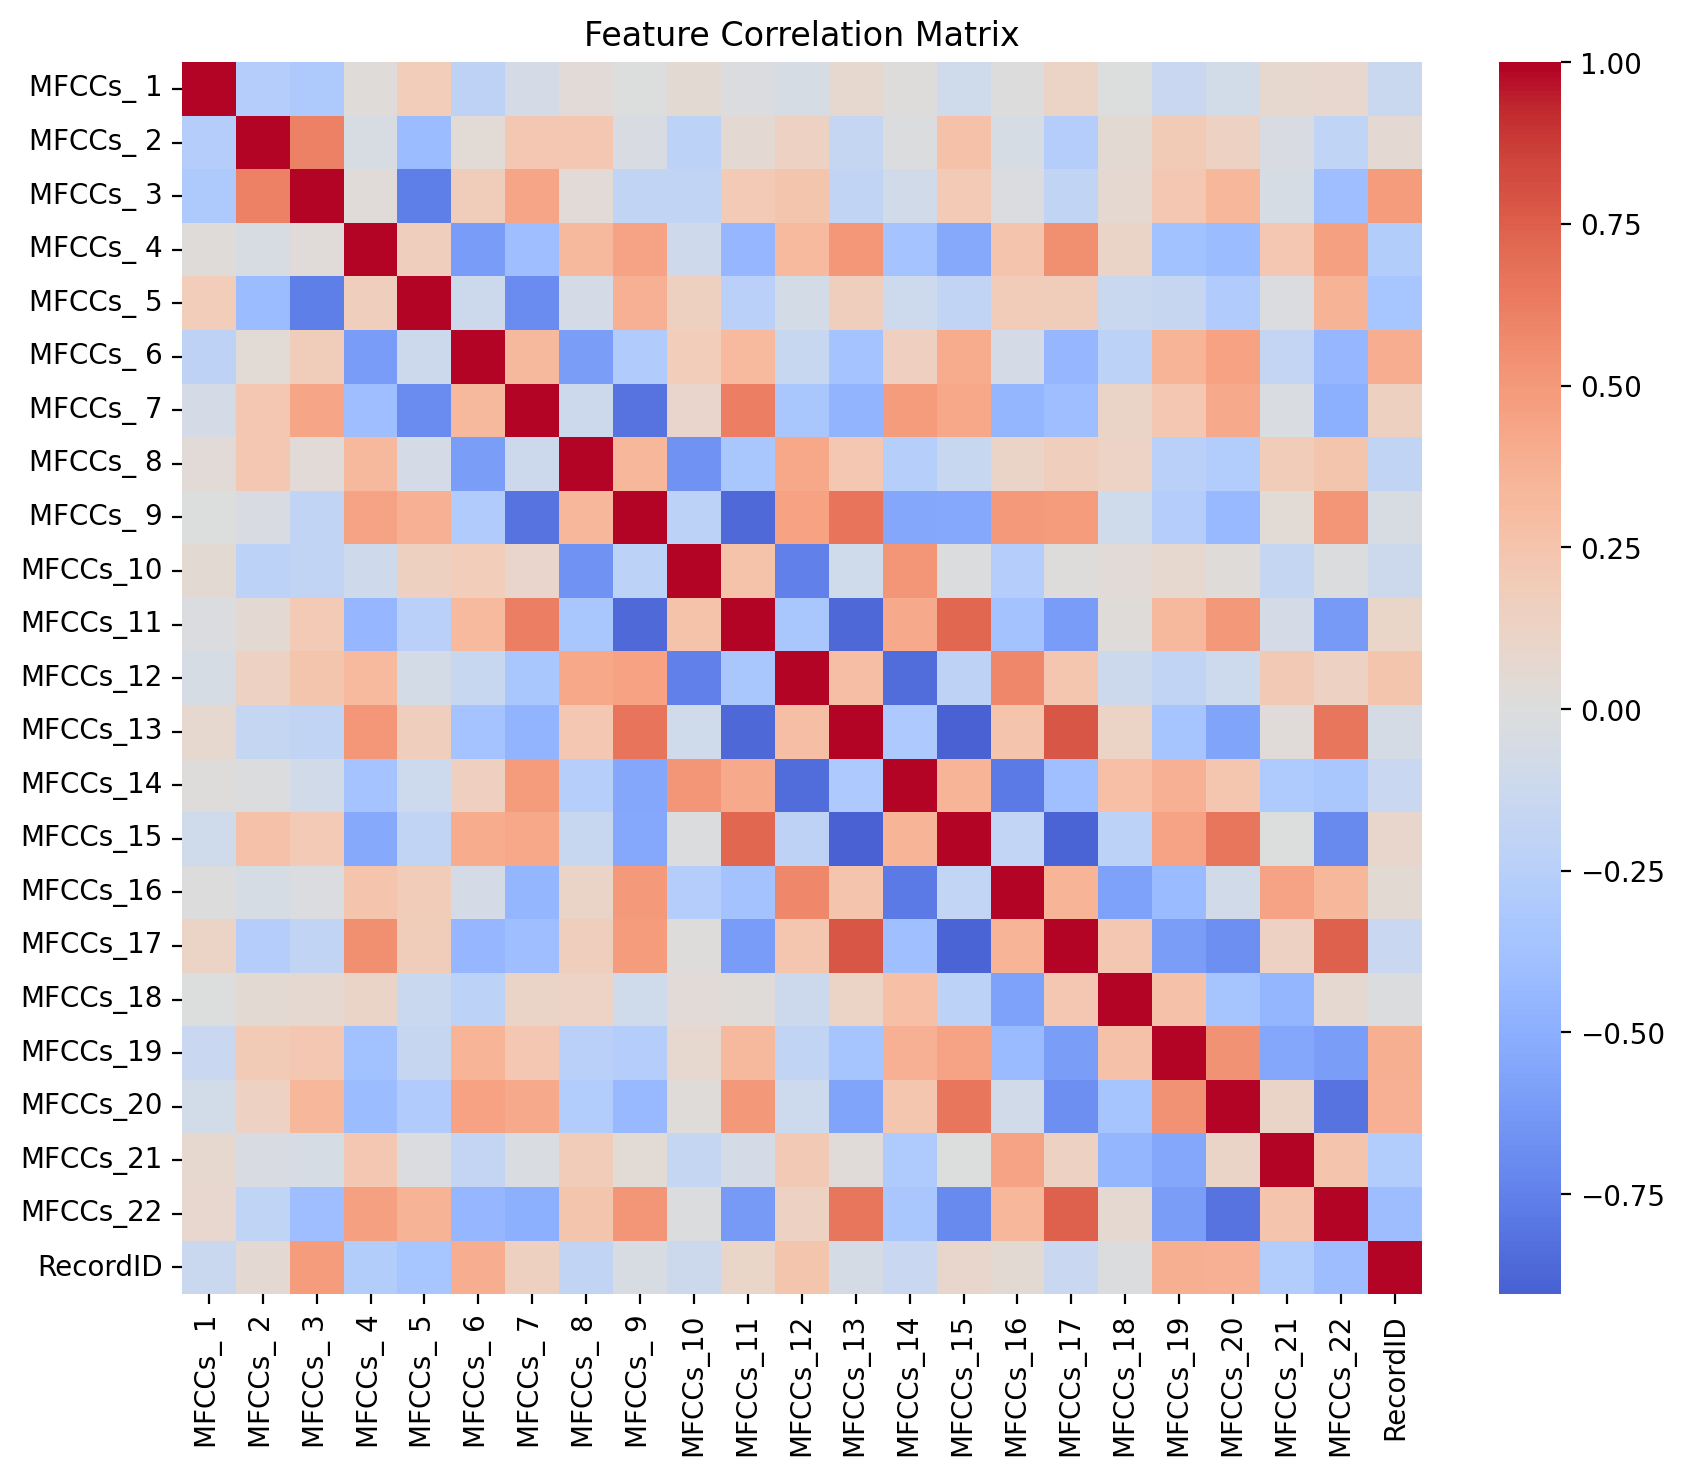 Feature Correlation Matrix
MFCCs_ 1
MFCCs_ 2
MFCCs_ 3
MFCCs_ 4
MFCCs_ 5
MFCCs_ 6
MFCCs_ 7
MFCCs_ 8
MFCCs_ 9
MFCCs_10
MFCCs_11
MFCCs_12
MFCCs_13
MFCCs_14
MFCCs_15
MFCCs_16
MFCCs_17
MFCCs_18
MFCCs_19
MFCCs_20
MFCCs_21
MFCCs_22
RecordID
MFCCs_ 1
MFCCs_ 2
MFCCs_ 3
MFCCs_ 4
MFCCs_ 5
MFCCs_ 6
MFCCs_ 7
MFCCs_ 8
MFCCs_ 9
MFCCs_10
MFCCs_11
MFCCs_12
MFCCs_13
MFCCs_14
MFCCs_15
MFCCs_16
MFCCs_17
MFCCs_18
MFCCs_19
MFCCs_20
MFCCs_21
MFCCs_22
RecordID
1.00
0.75
0.50
0.25
0.00
−0.25
−0.50
−0.75